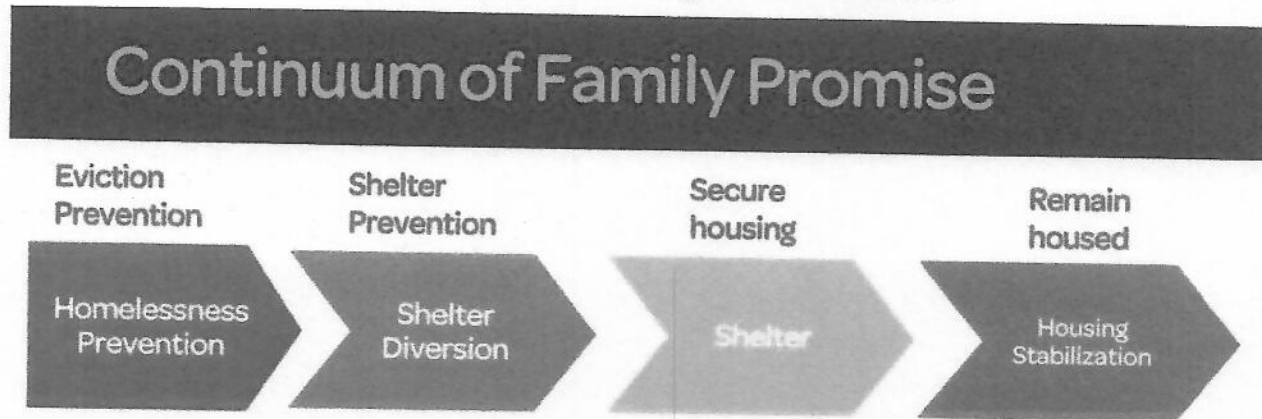 Continuum of Family Promise
Eviction
Prevention
Shelter
Prevention
Secure
housing
Remain
housed
Homelessness
Prevention
Shelter
Diversion
Shelter
Housing
Stabilization